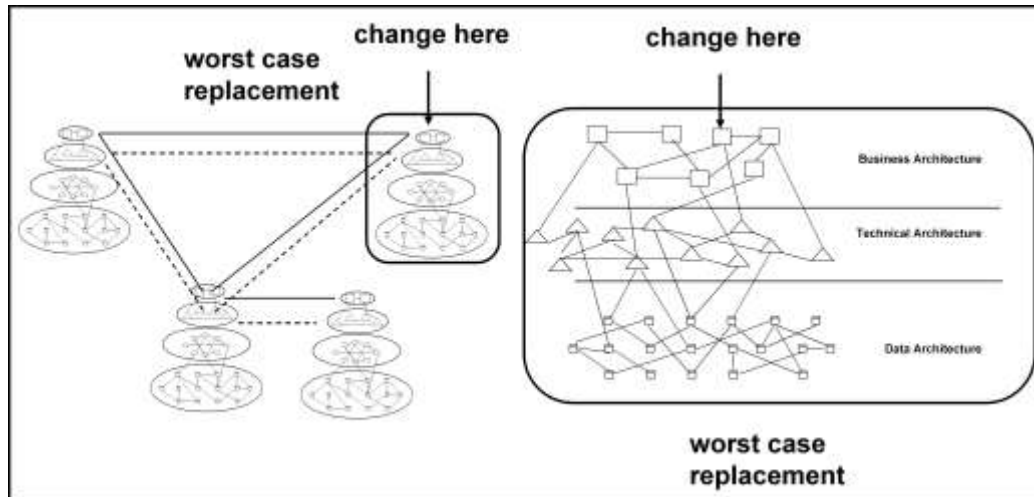 change here
worst case
replacement
change here
Business Architecture
Technical Architecture
Data Architecture
worst case
replacement